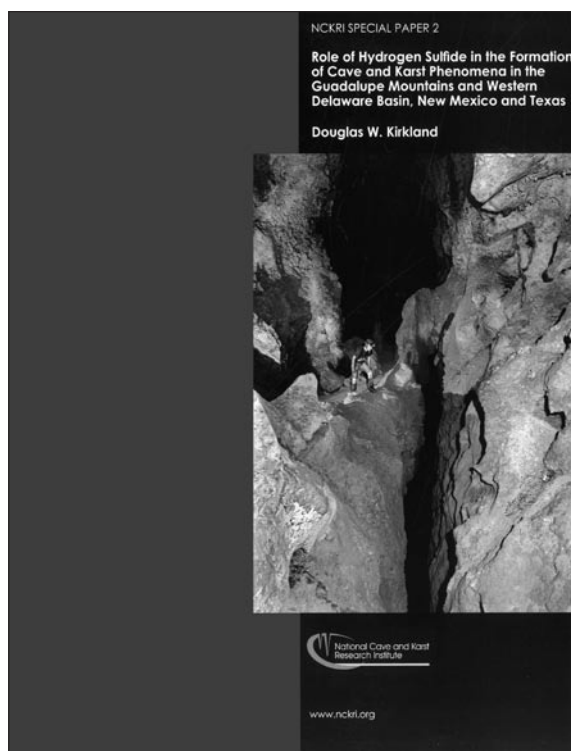 NCKRI SPECIAL PAPER 2
Role of Hydrogen Sulfide in the Formation
of Cave and Karst Phenomena in the
Guadalupe Mountains and Western
Delaware Basin, New Mexico and Texas
Douglas W. Kirkland
National Cave and Karst
Research Institute
www.nckri.org